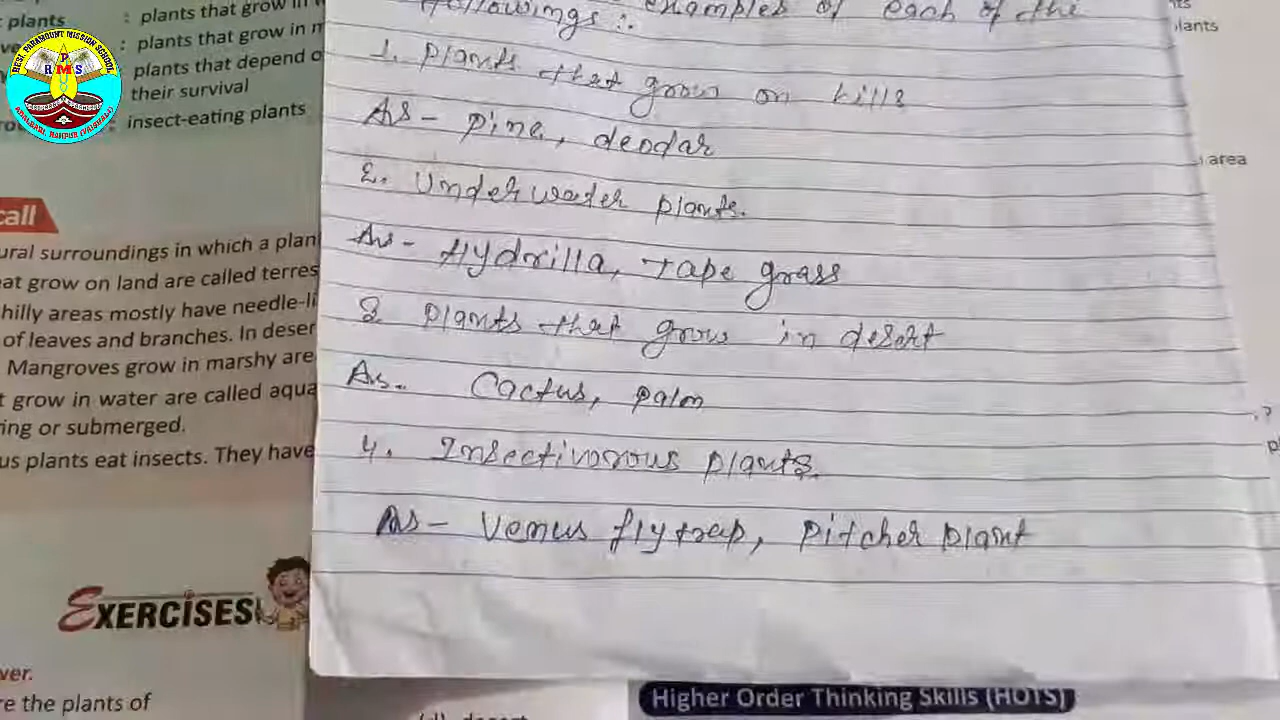 plants : plants that grow in
: plants that grow in m
plants that depend o
their survival
: insect-eating plants
call
ural surroundings in which a plan
at grow on land are called terres
hilly areas mostly have needle-li
of leaves and branches. In deser
Mangroves grow in marshy are
t grow in water are called aqua
ing or submerged.
us plants eat insects. They have
EXERCISES
ver.
re the plants of
examples of each of the
followings :.
1. Plants that grow on hills
As - Pine, deodar
2. Underwater plants.
As - Hydrilla, Tape grass
3. Plants that grow in desert
As. Cactus, palm
4. Insectivorous plants.
As - Venus flytrap, Pitcher plant
lants
area
Higher Order Thinking Skills (HOTS)
PMS